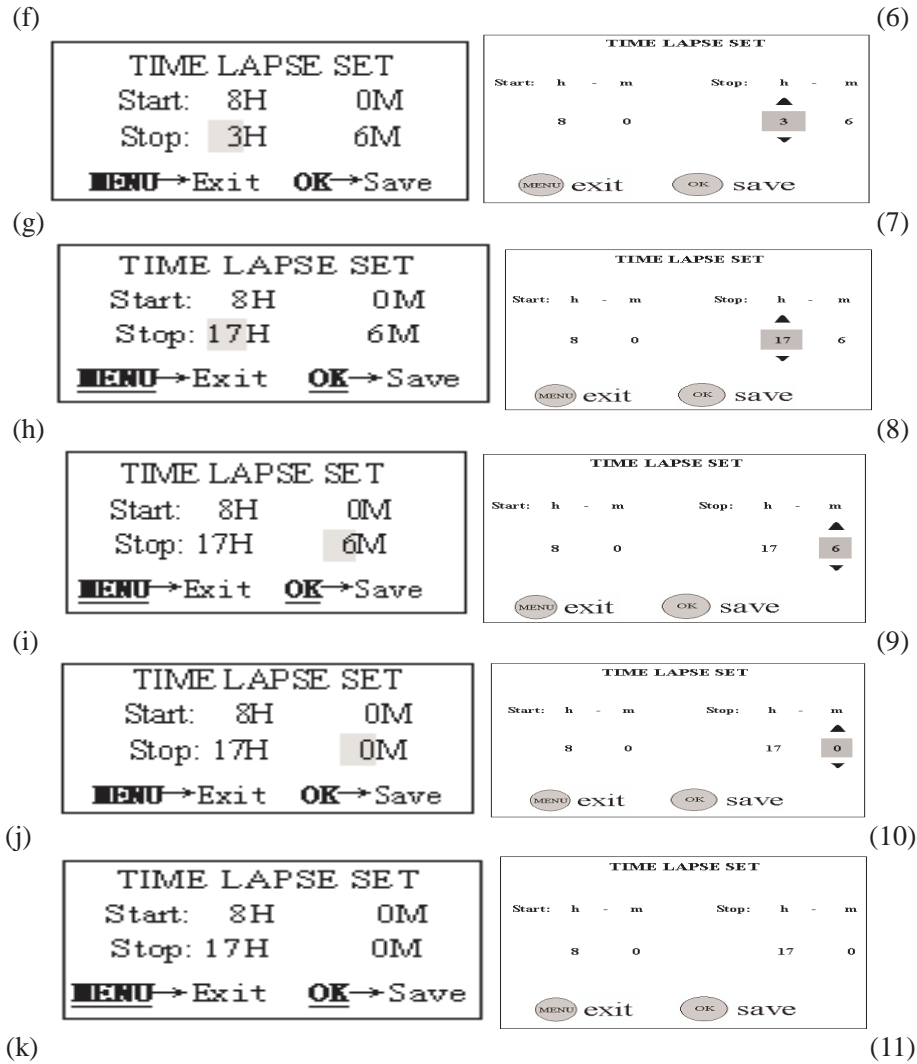 (f) (6)
TIME LAPSE SET
Start: 8H 0M
Stop: 3H 6M
MENU→Exit OK→Save
TIME LAPSE SET
Start: h - m Stop: h - m
8 0 3 6
MENU exit OK save
(g) (7)
TIME LAPSE SET
Start: 8H 0M
Stop: 17H 6M
MENU→Exit OK→Save
TIME LAPSE SET
Start: h - m Stop: h - m
8 0 17 6
MENU exit OK save
(h) (8)
TIME LAPSE SET
Start: 8H 0M
Stop: 17H 6M
MENU→Exit OK→Save
TIME LAPSE SET
Start: h - m Stop: h - m
8 0 17 6
MENU exit OK save
(i) (9)
TIME LAPSE SET
Start: 8H 0M
Stop: 17H 0M
MENU→Exit OK→Save
TIME LAPSE SET
Start: h - m Stop: h - m
8 0 17 0
MENU exit OK save
(j) (10)
TIME LAPSE SET
Start: 8H 0M
Stop: 17H 0M
MENU→Exit OK→Save
TIME LAPSE SET
Start: h - m Stop: h - m
8 0 17 0
MENU exit OK save
(k) (11)